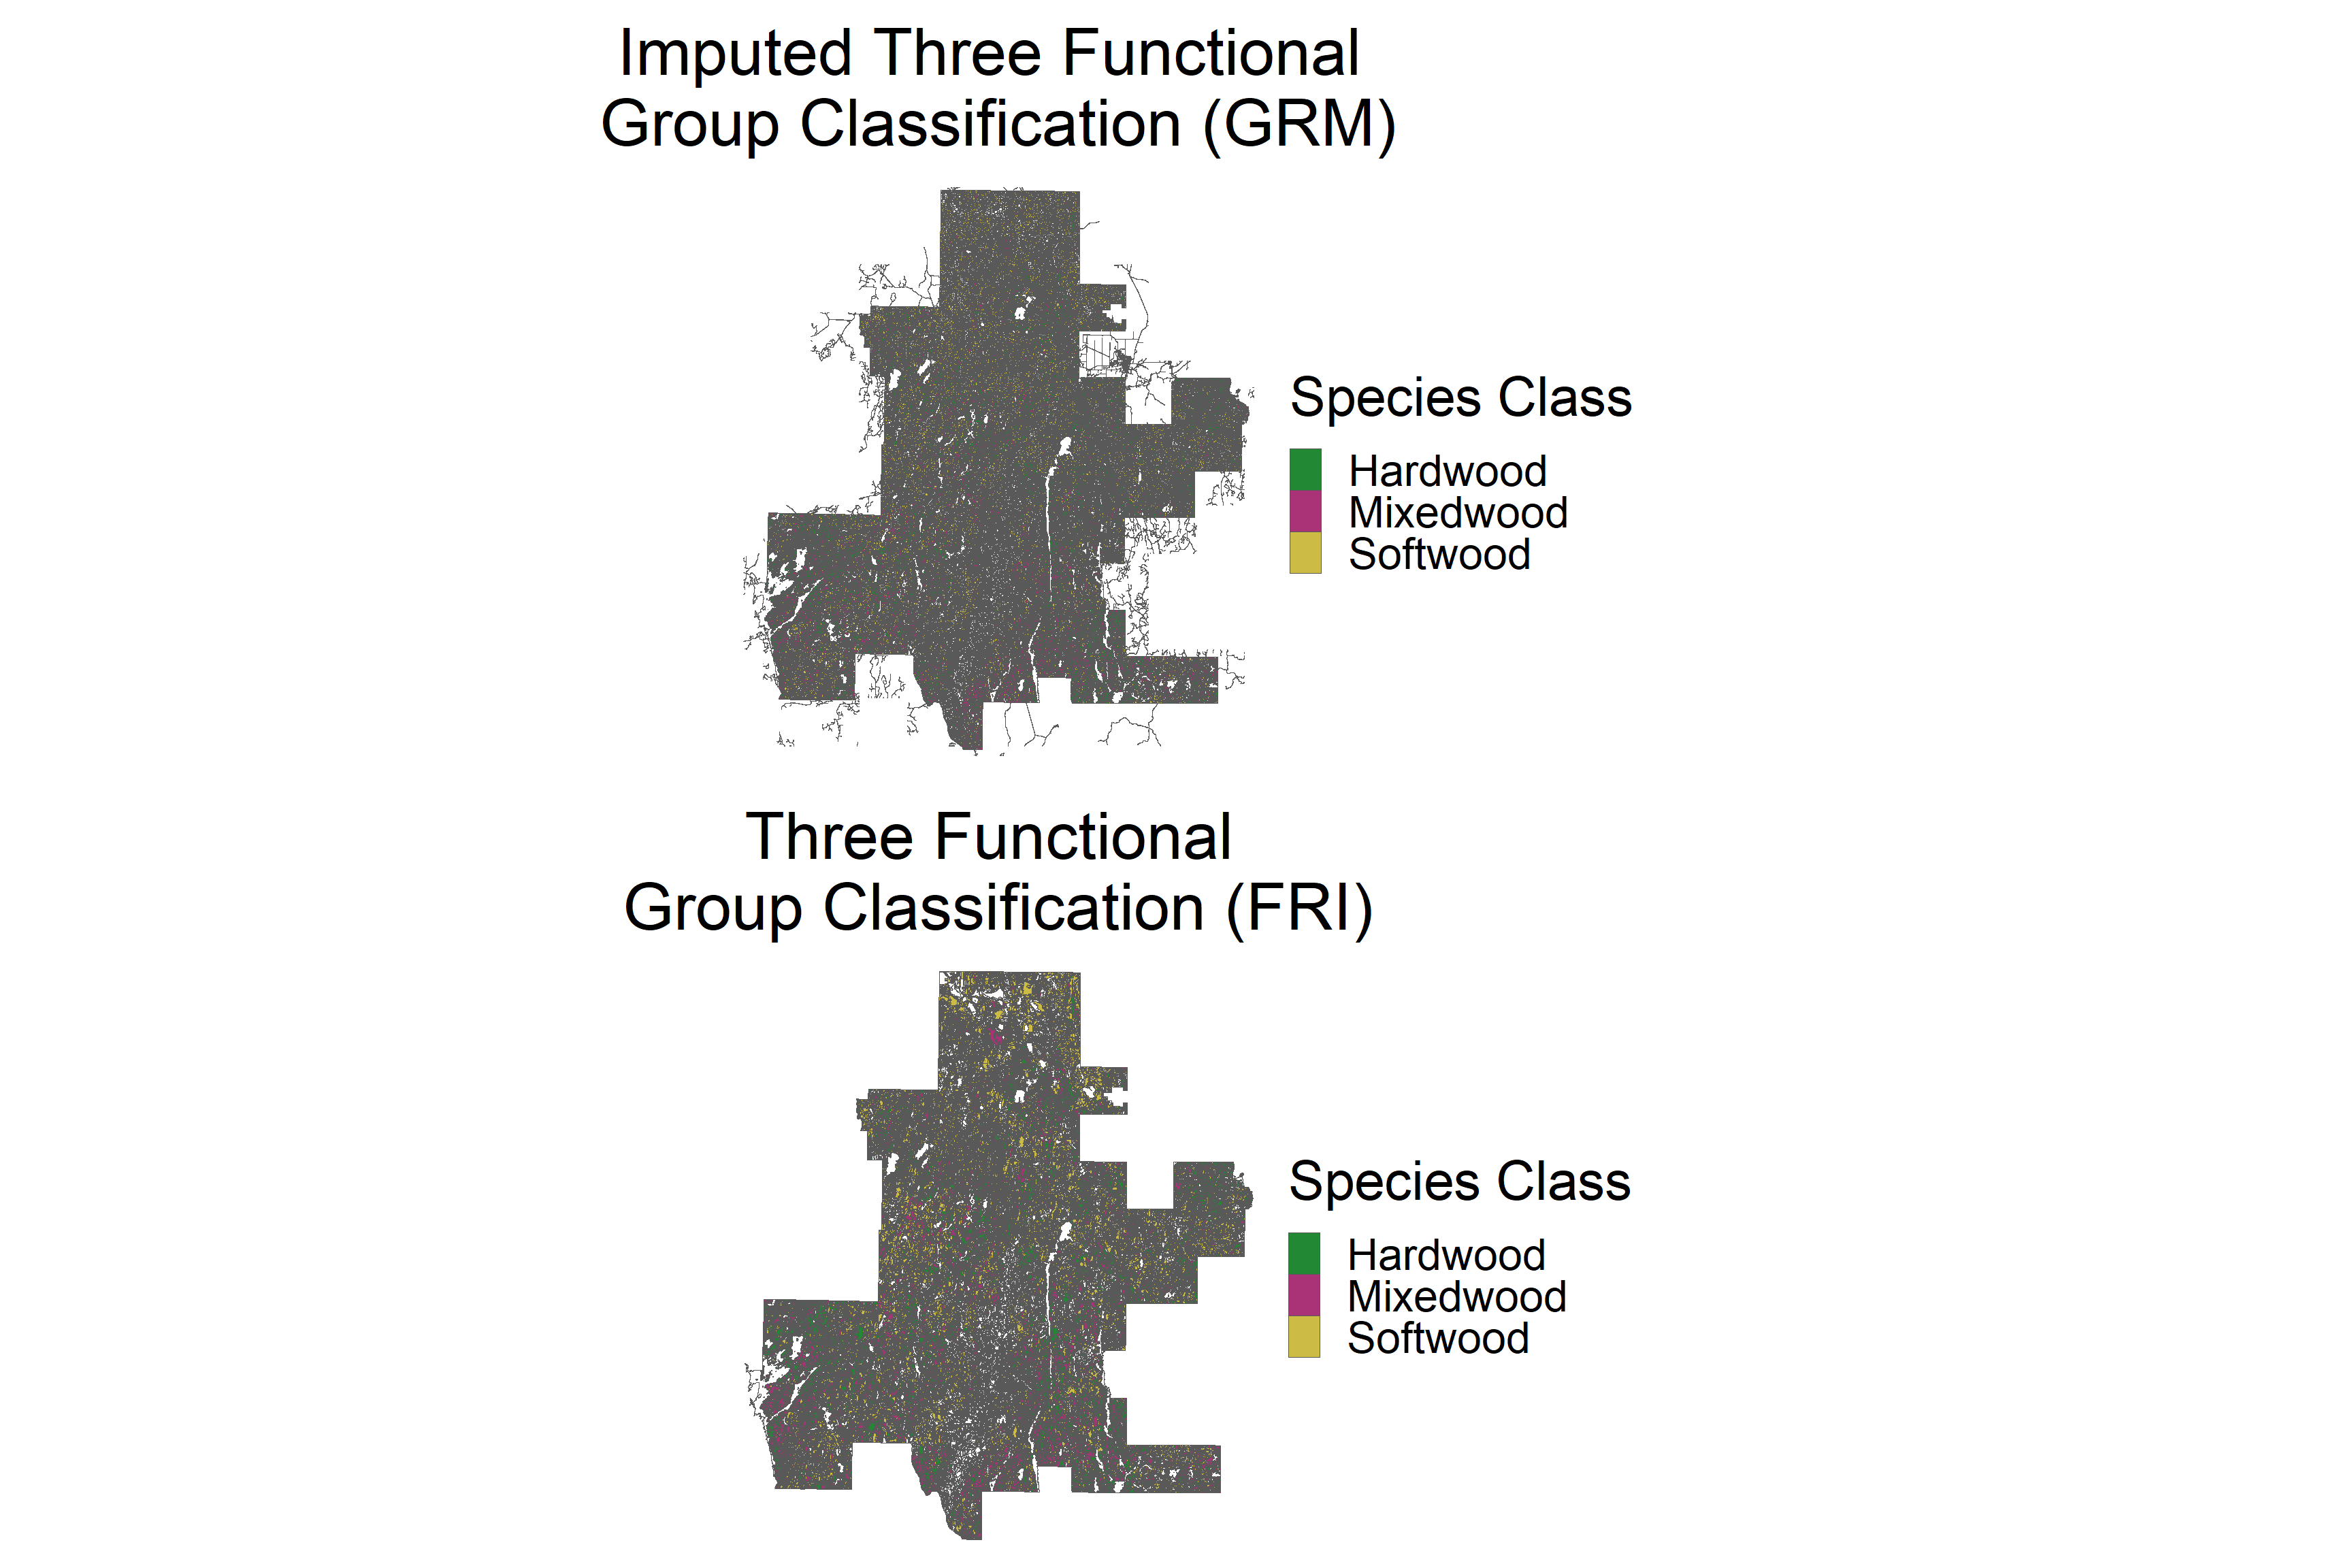 Imputed Three Functional
Group Classification (GRM)
Species Class
Hardwood
Mixedwood
Softwood
Three Functional
Group Classification (FRI)
Species Class
Hardwood
Mixedwood
Softwood